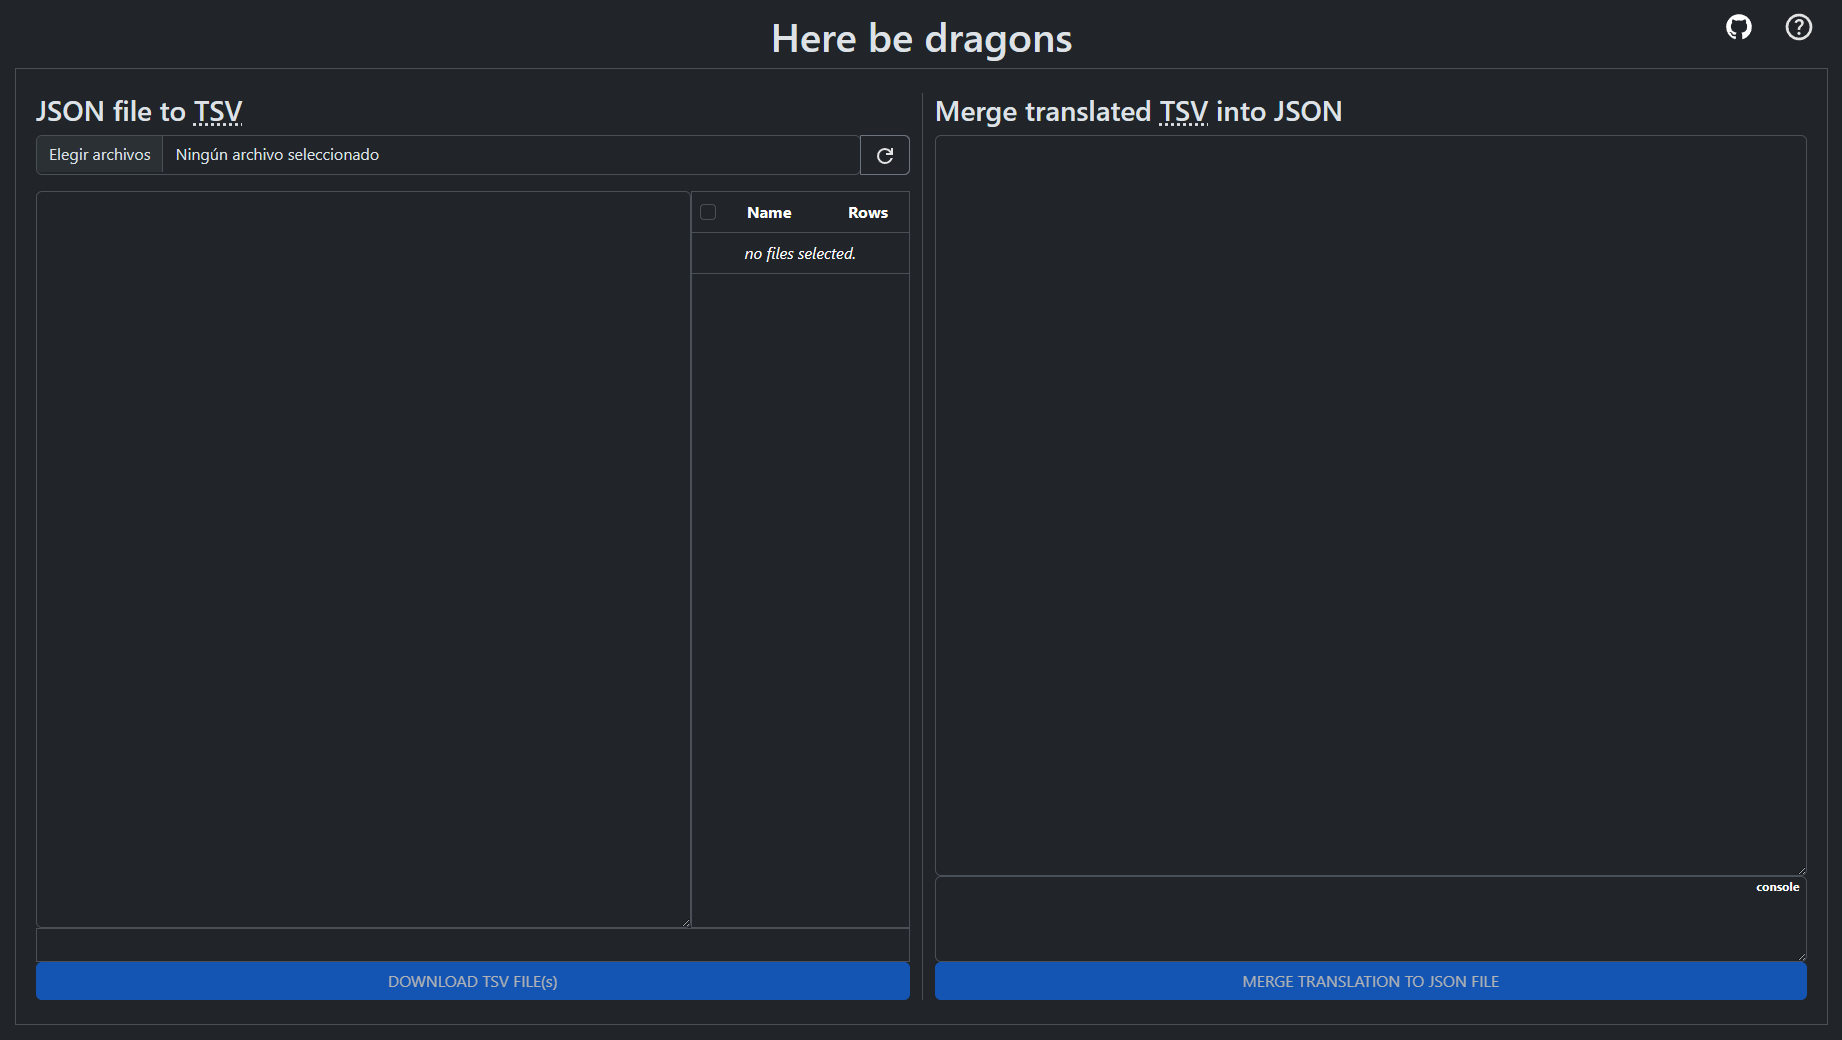 Here be dragons
JSON file to TSV
Elegir archivos Ningún archivo seleccionado
Name Rows
no files selected.
DOWNLOAD TSV FILE(s)
Merge translated TSV into JSON
console
MERGE TRANSLATION TO JSON FILE